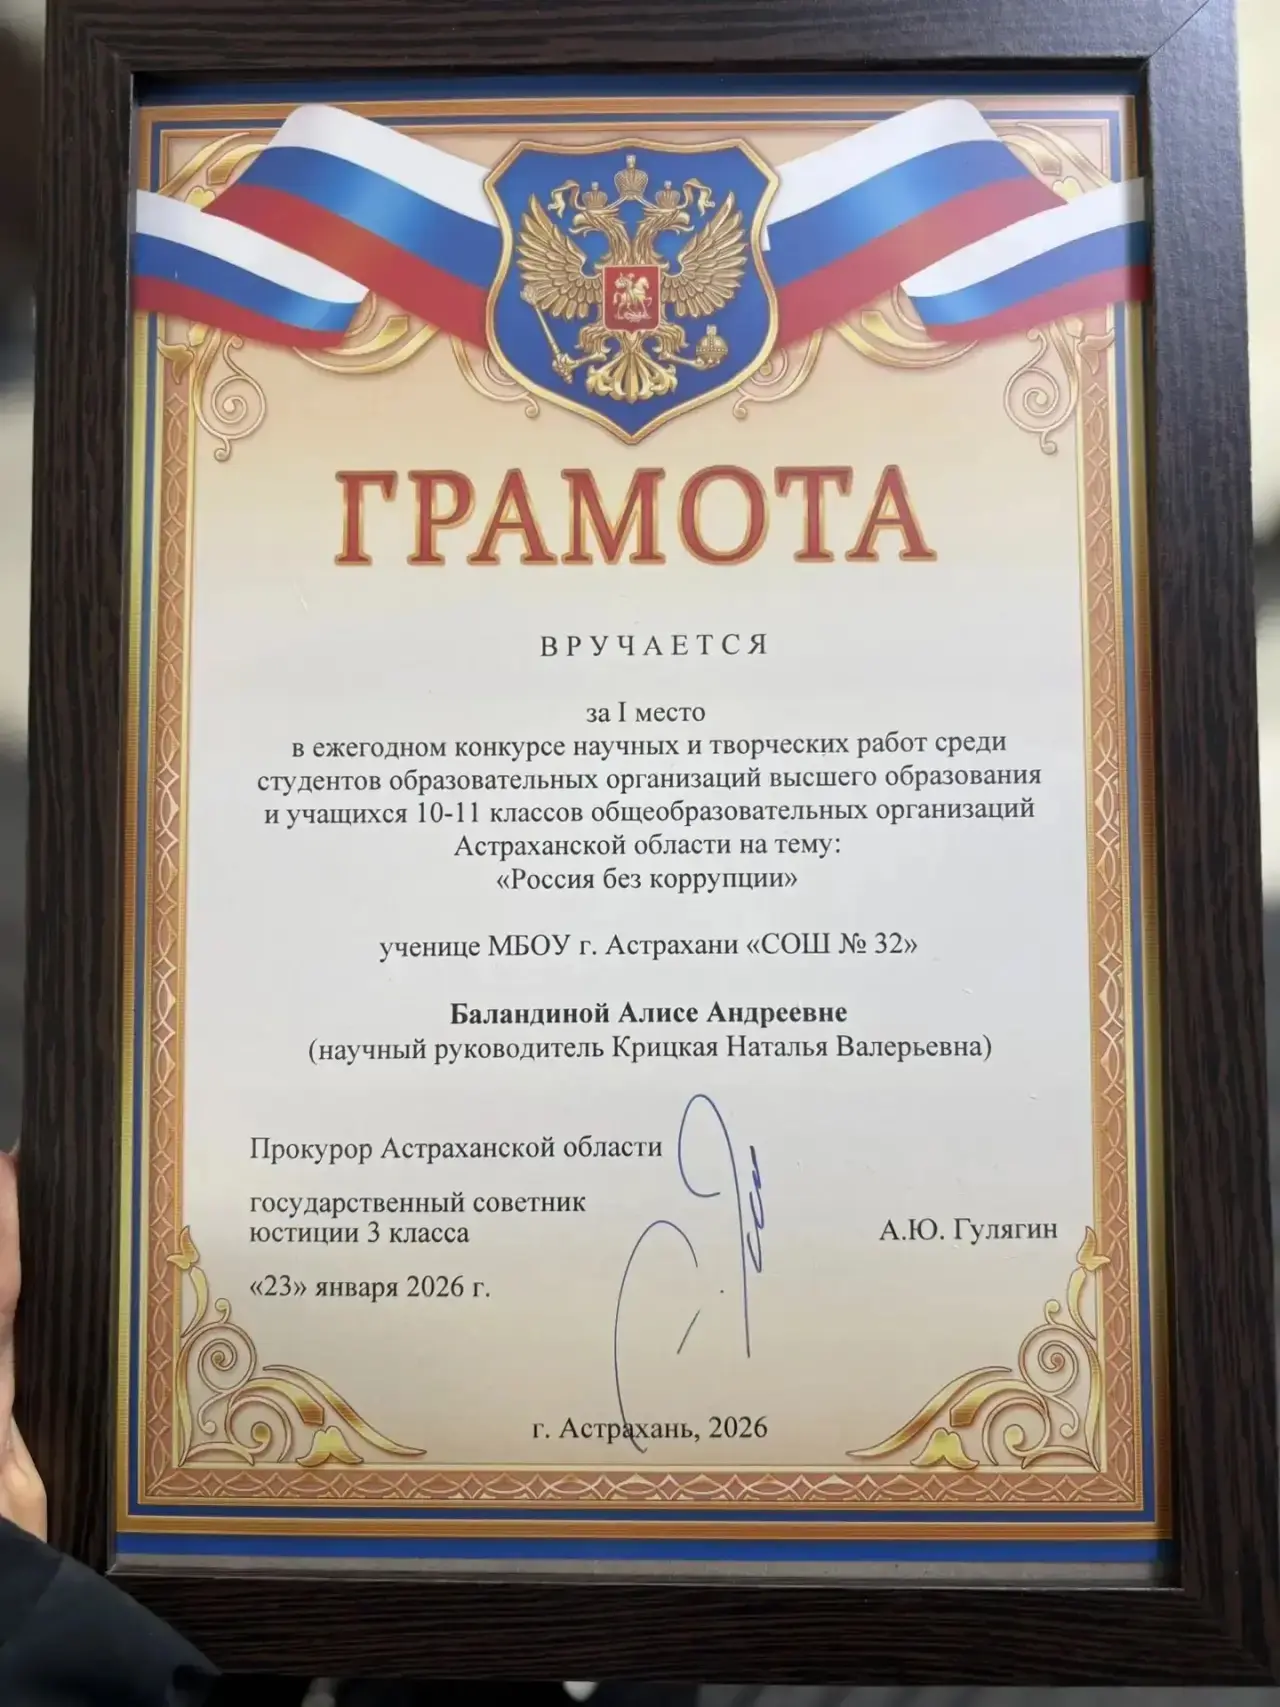 ГРАМОТА
ВРУЧАЕТСЯ
за I место
в ежегодном конкурсе научных и творческих работ среди
студентов образовательных организаций высшего образования
и учащихся 10-11 классов общеобразовательных организаций
Астраханской области на тему:
«Россия без коррупции»
ученице МБОУ г. Астрахани «СОШ № 32»
Баландиной Алисе Андреевне
(научный руководитель Крицкая Наталья Валерьевна)
Прокурор Астраханской области
государственный советник
юстиции 3 класса
А.Ю. Гулягин
«23» января 2026 г.
г. Астрахань, 2026